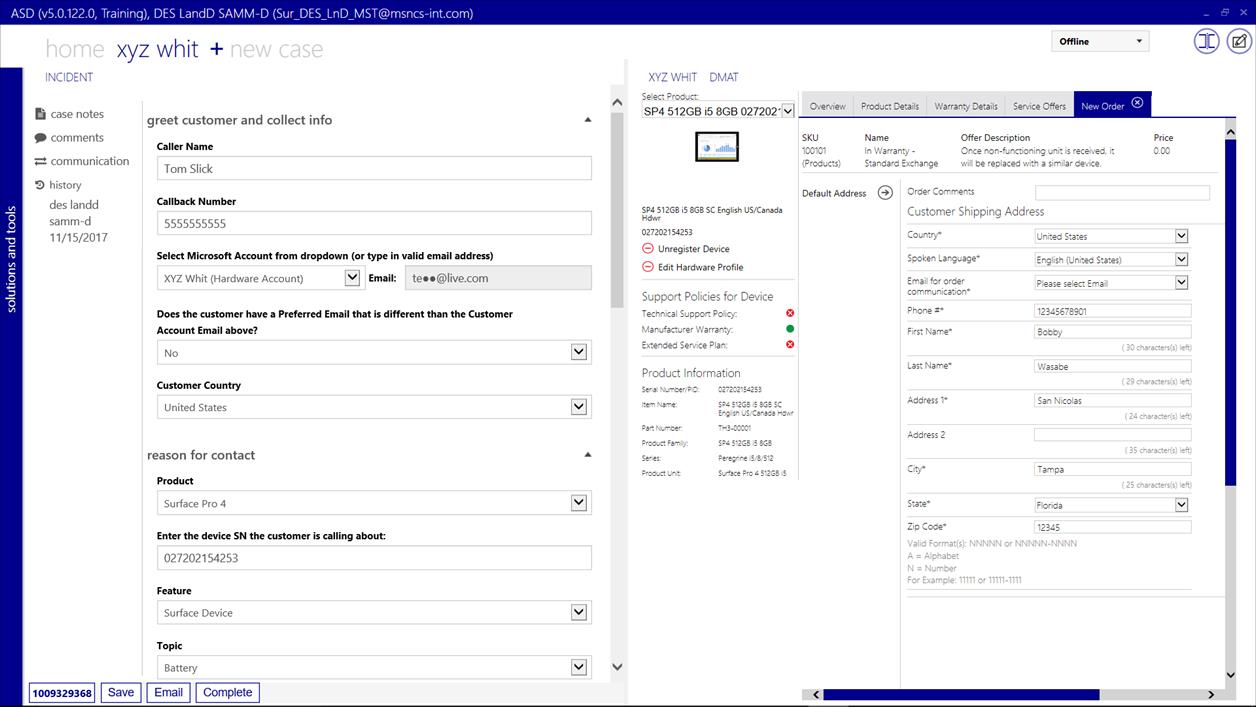 ASD (v5.0.122.0, Training), DES LandD SAMM-D (Sur_DES_LnD_MST@msncs-int.com)
home xyz whit + new case
Offline
solutions and tools
INCIDENT
case notes
comments
communication
history
des landd
samm-d
11/15/2017
greet customer and collect info
Caller Name
Tom Slick
Callback Number
5555555555
Select Microsoft Account from dropdown (or type in valid email address)
XYZ Whit (Hardware Account) Email: te●●@live.com
Does the customer have a Preferred Email that is different than the Customer
Account Email above?
No
Customer Country
United States
reason for contact
Product
Surface Pro 4
Enter the device SN the customer is calling about:
027202154253
Feature
Surface Device
Topic
Battery
1009329368 Save Email Complete
XYZ WHIT DMAT
Select Product:
SP4 512GB i5 8GB 027202
SP4 512GB i5 8GB SC English US/Canada
Hdwr
027202154253
Unregister Device
Edit Hardware Profile
Support Policies for Device
Technical Support Policy:
Manufacturer Warranty:
Extended Service Plan:
Product Information
Serial Number/PID: 027202154253
Item Name: SP4 512GB i5 8GB SC
English US/Canada Hdwr
Part Number: TH3-00001
Product Family: SP4 512GB i5 8GB
Series: Peregrine i5/8/512
Product Unit: Surface Pro 4 512GB i5
Overview Product Details Warranty Details Service Offers New Order
SKU Name Offer Description Price
100101 In Warranty - Once non-functioning unit is received, it 0.00
(Products) Standard Exchange will be replaced with a similar device.
Default Address
Order Comments
Customer Shipping Address
Country* United States
Spoken Language* English (United States)
Email for order
communication* Please select Email
Phone #* 12345678901
First Name* Bobby
( 30 characters(s) left)
Last Name* Wasabe
( 29 characters(s) left)
Address 1* San Nicolas
( 24 character(s) left)
Address 2
( 35 character(s) left)
City* Tampa
( 25 characters(s) left)
State* Florida
Zip Code* 12345
Valid Format(s): NNNNN or NNNNN-NNNN
A = Alphabet
N = Number
For Example: 11111 or 11111-1111